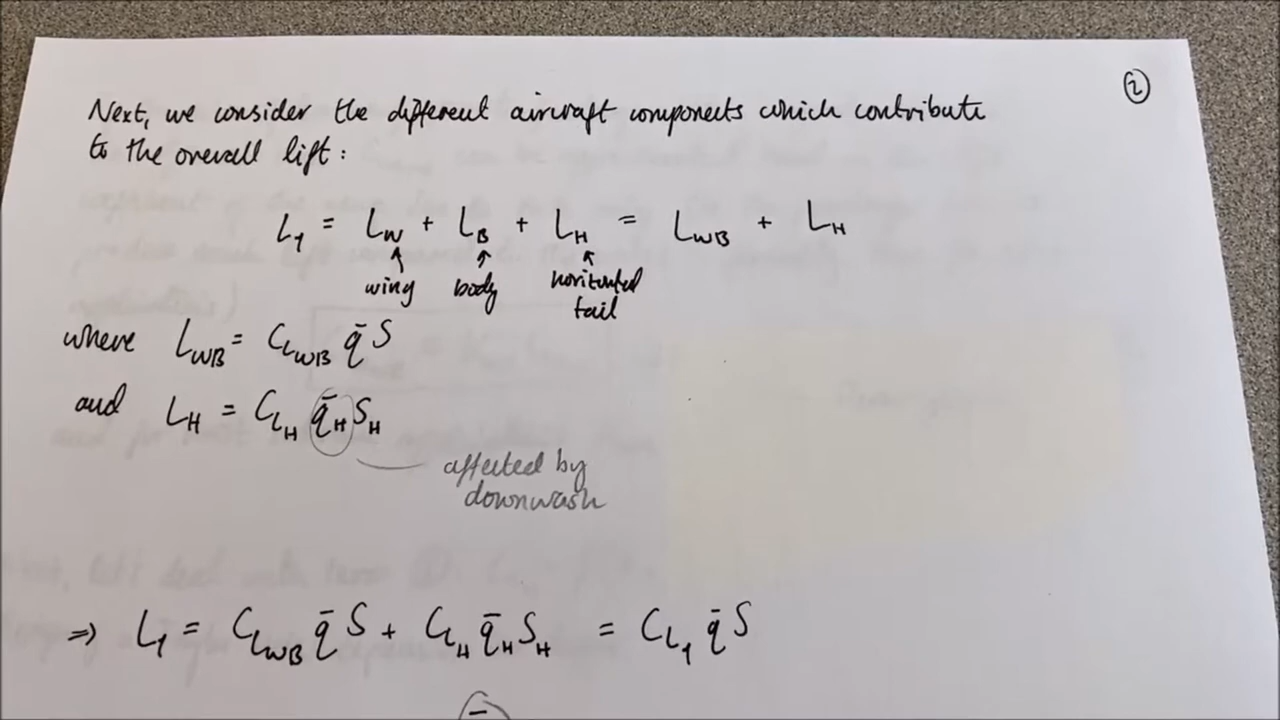 ②
Next, we consider the different aircraft components which contribute
to the overall lift :
L₁ = L_W + L_B + L_H = L_WB + L_H
wing body horizontal
tail
where L_WB = C_L_WB q̄ S
and L_H = C_L_H q̄_H S_H
affected by
downwash
⇒ L₁ = C_L_WB q̄ S + C_L_H q̄_H S_H = C_L₁ q̄ S